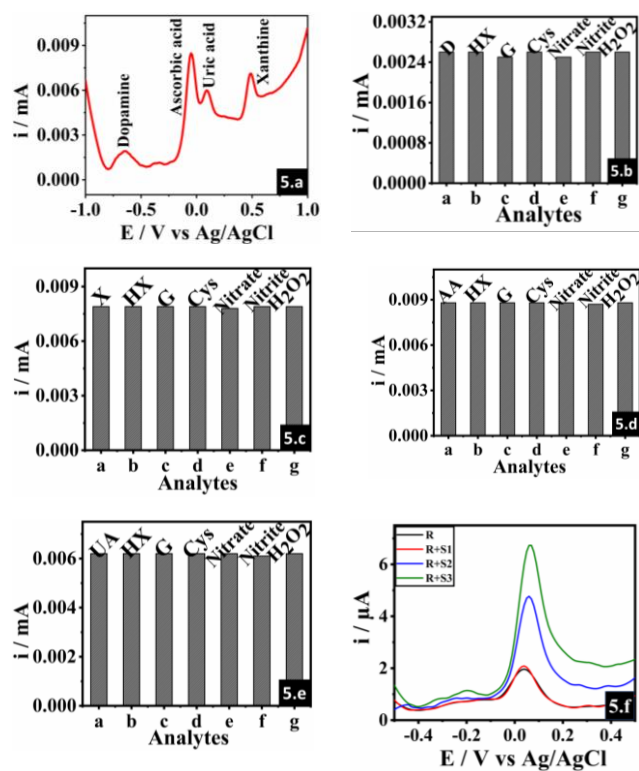 0.009
0.006
0.003
0.000
i / mA
Dopamine
Ascorbic acid
Uric acid
Xanthine
5.a
-1.0 -0.5 0.0 0.5 1.0
E / V vs Ag/AgCl
0.0032
0.0024
0.0016
0.0008
0.0000
i / mA
D HX G Cys Nitrate Nitrite H2O2
5.b
a b c d e f g
Analytes
0.009
0.006
0.003
0.000
i / mA
X HX G Cys Nitrate Nitrite H2O2
5.c
a b c d e f g
Analytes
0.009
0.006
0.003
0.000
i / mA
AA HX G Cys Nitrate Nitrite H2O2
5.d
a b c d e f g
Analytes
0.006
0.004
0.002
0.000
i / mA
UA HX G Cys Nitrate Nitrite H2O2
5.e
a b c d e f g
Analytes
6
4
2
0
i / µA
R
R+S1
R+S2
R+S3
5.f
-0.4 -0.2 0.0 0.2 0.4
E / V vs Ag/AgCl